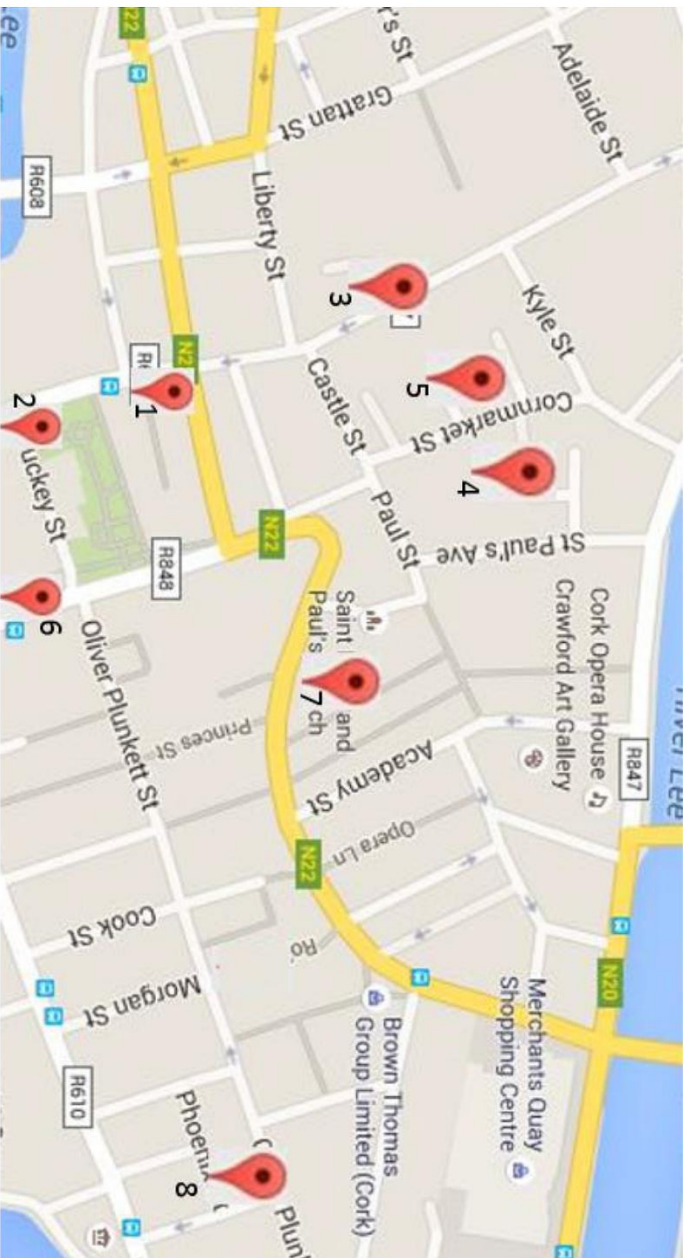 N22
Adelaide St
Grattan St
R608
Liberty St
3
Kyle St
N2
1
2
Castle St
5
Cornmarket St
4
uckey St
N22
Paul St
St Paul's Ave
R848
6
Saint
Paul's
and
ch
7
Cork Opera House
Crawford Art Gallery
R847
Oliver Plunkett St
Princes St
Academy St
Opera Ln
N22
Cook St
Morgan St
N20
Merchants Quay
Shopping Centre
Brown Thomas
Group Limited (Cork)
R610
8